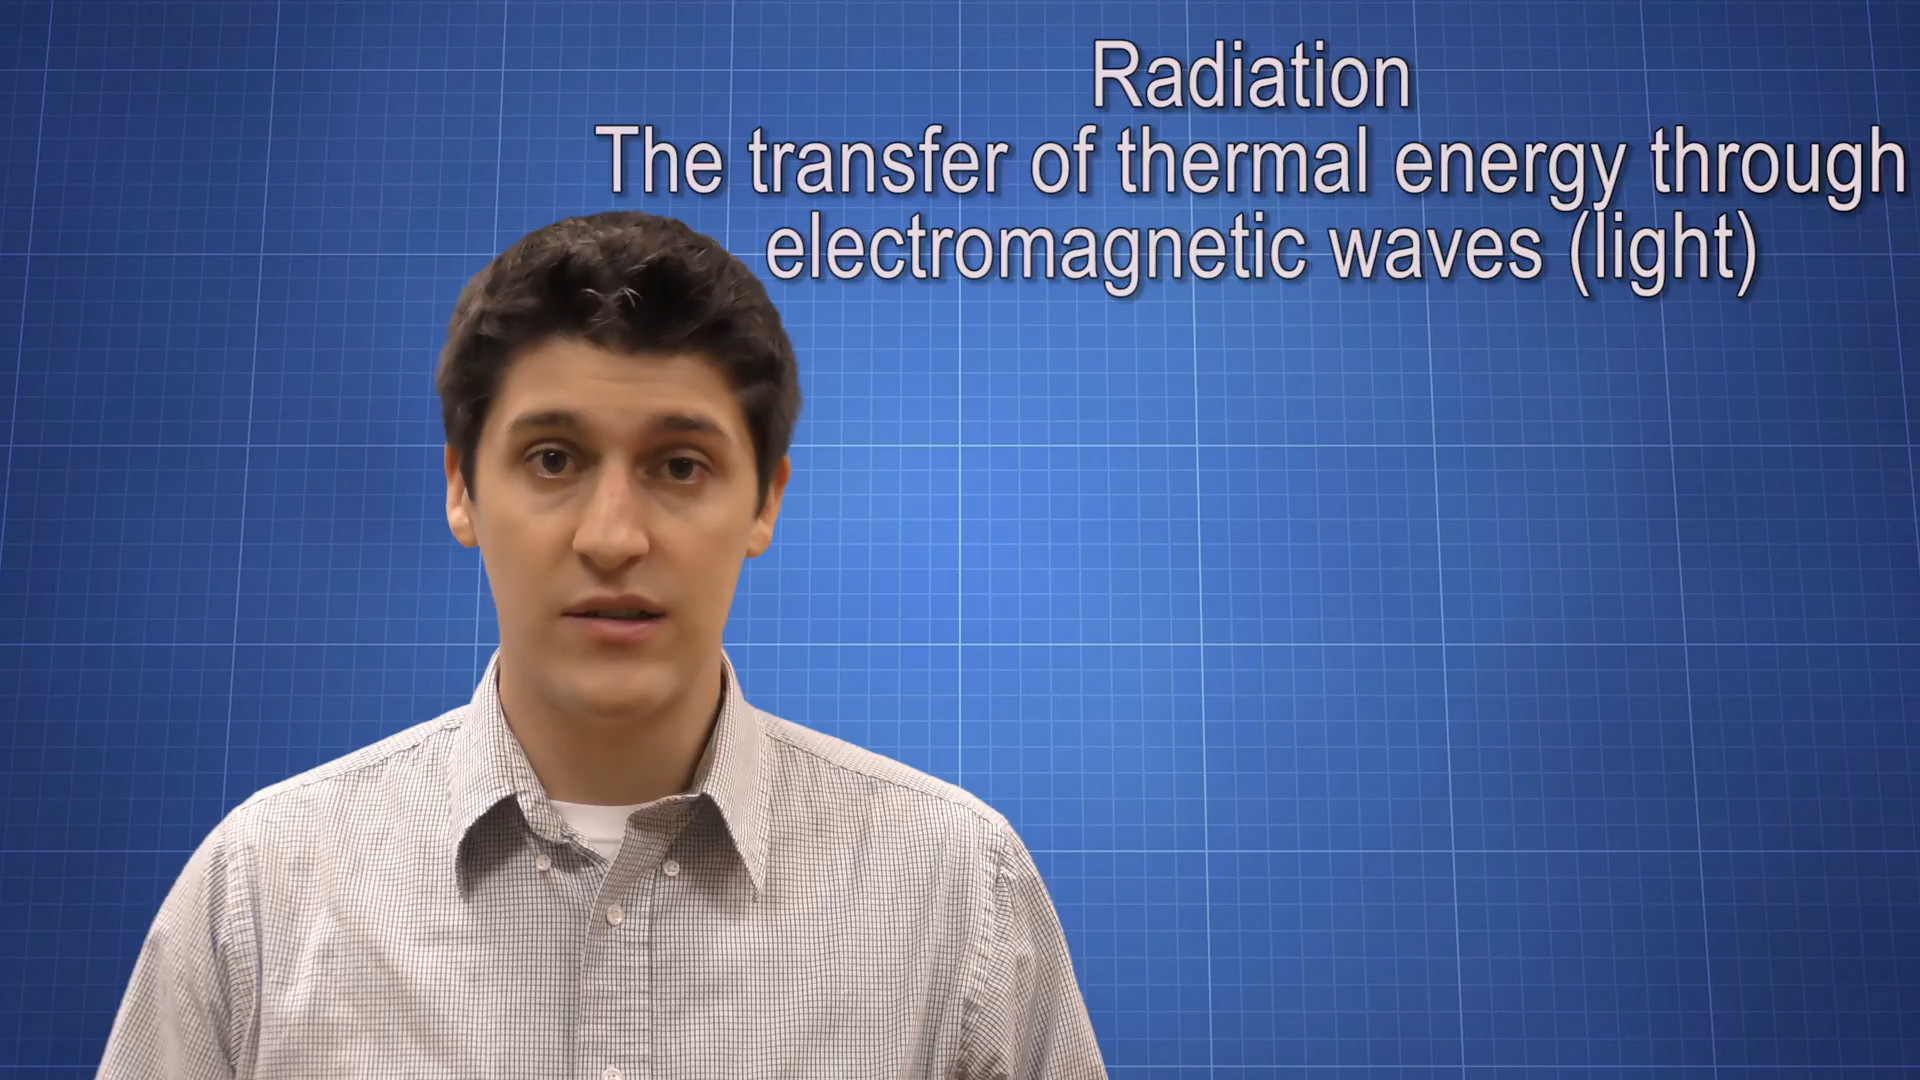 Radiation
The transfer of thermal energy through
electromagnetic waves (light)